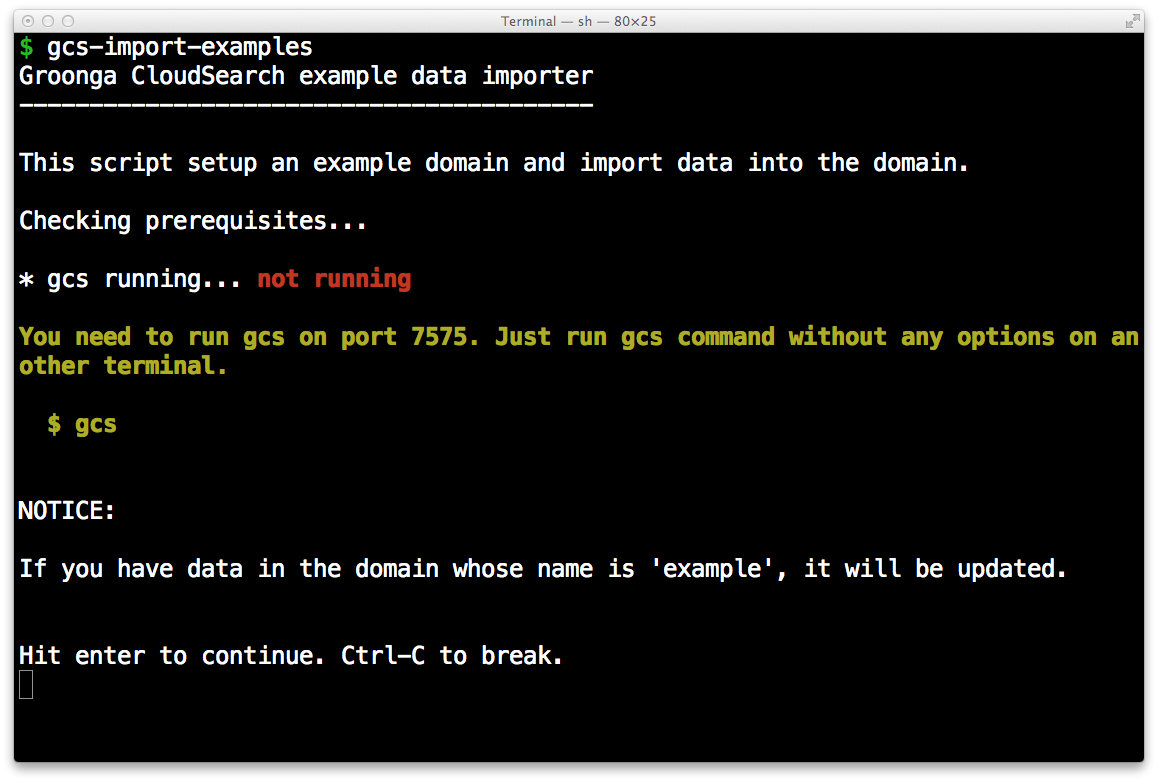 Terminal — sh — 80×25
$ gcs-import-examples
Groonga CloudSearch example data importer
-----------------------------------------
This script setup an example domain and import data into the domain.
Checking prerequisites...
* gcs running... not running
You need to run gcs on port 7575. Just run gcs command without any options on an
other terminal.
$ gcs
NOTICE:
If you have data in the domain whose name is 'example', it will be updated.
Hit enter to continue. Ctrl-C to break.